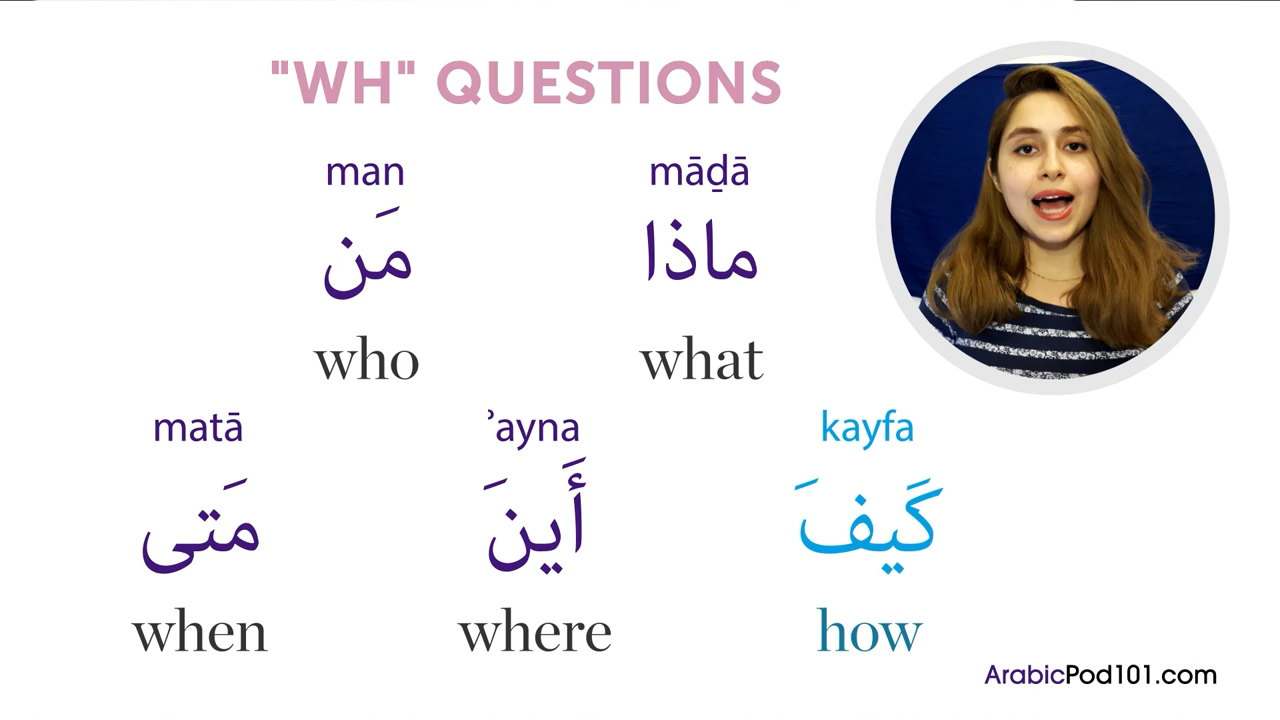 "WH" QUESTIONS
man
māḏā
مَن
ماذا
who
what
matā
ʾayna
kayfa
مَتى
أَينَ
كَيفَ
when
where
how
ArabicPod101.com